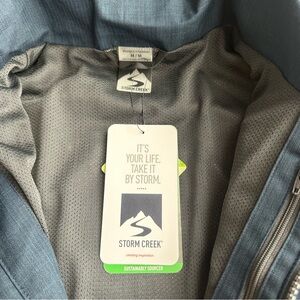 M / M
STORM CREEK
IT'S
YOUR LIFE.
TAKE IT
BY STORM.
STORM CREEK
SUSTAINABLY SOURCED